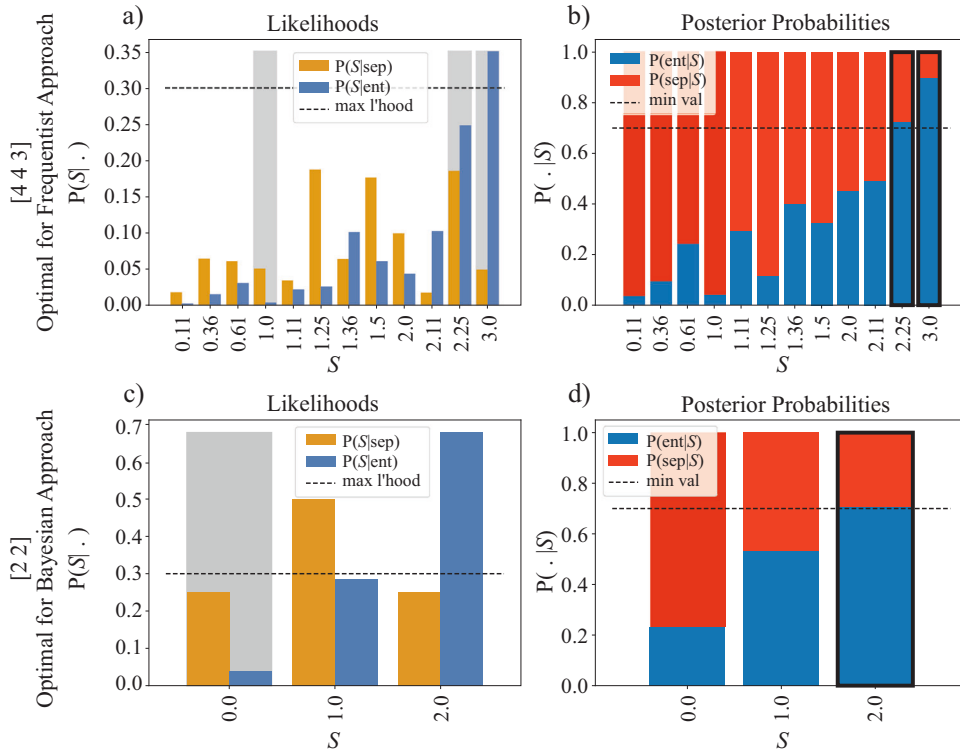 a)
Likelihoods
[4 4 3]
Optimal for Frequentist Approach
P(S| . )
0.35
0.30
0.20
0.15
0.10
0.05
0.00
P(S|sep)
P(S|ent)
max l'hood
0.11
0.36
0.61
1.0
1.11
1.25
1.36
1.5
2.0
2.11
2.25
3.0
S
b)
Posterior Probabilities
P( . |S)
1.0
0.8
0.6
0.4
0.2
0.0
P(ent|S)
P(sep|S)
min val
0.11
0.36
0.61
1.0
1.11
1.25
1.36
1.5
2.0
2.11
2.25
3.0
S
c)
Likelihoods
[2 2]
Optimal for Bayesian Approach
P(S| . )
0.7
0.6
0.5
0.4
0.3
0.2
0.1
0.0
P(S|sep)
P(S|ent)
max l'hood
0.0
1.0
2.0
S
d)
Posterior Probabilities
P( . |S)
1.0
0.8
0.6
0.4
0.2
0.0
P(ent|S)
P(sep|S)
min val
0.0
1.0
2.0
S